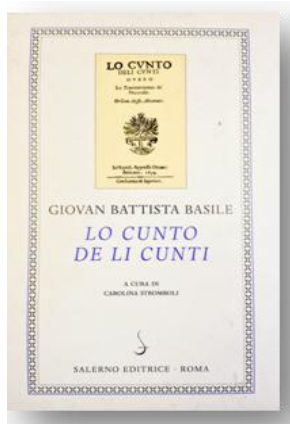 LO CVNTO
DELI CVNTI
OVERO
GIOVAN BATTISTA BASILE
LO CUNTO
DE LI CUNTI
A CURA DI
CAROLINA STROMBOLI
SALERNO EDITRICE · ROMA